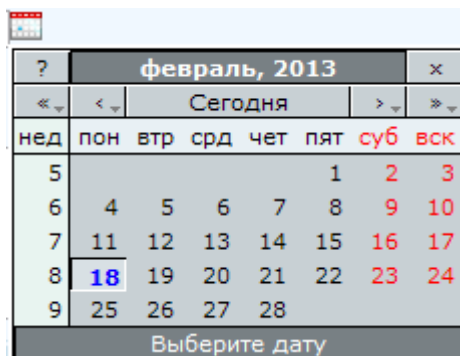 ? февраль, 2013 ×
« ‹ Сегодня › »
нед пон втр срд чет пят суб вск
5 1 2 3
6 4 5 6 7 8 9 10
7 11 12 13 14 15 16 17
8 18 19 20 21 22 23 24
9 25 26 27 28
Выберите дату